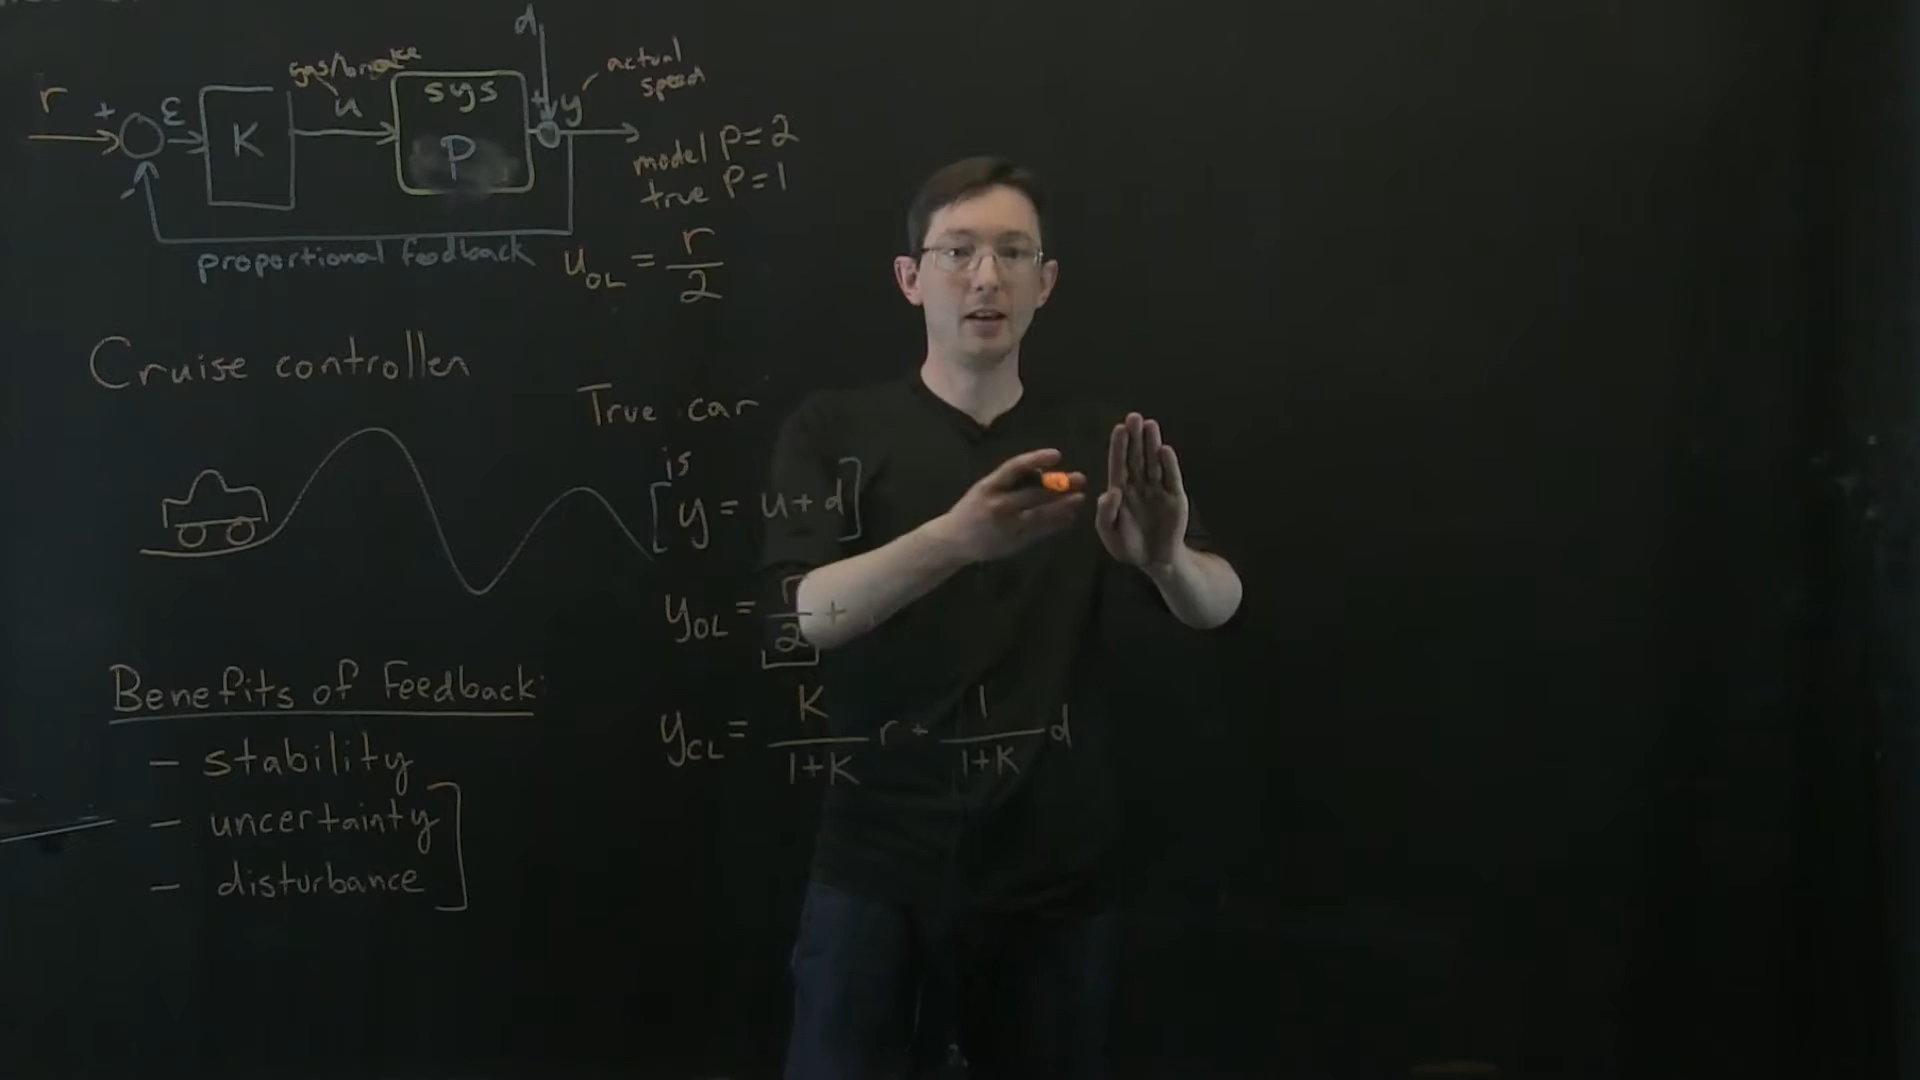 d
r + ε K
gas/brake
u
sys
P
+ y
actual
speed
-
model P=2
true P=1
proportional feedback
u_OL = r/2
Cruise controller
True car
is
[y = u + d]
y_OL = r/2 +
Benefits of Feedback:
- stability
- uncertainty
- disturbance
y_CL = K/(1+K) r + 1/(1+K) d